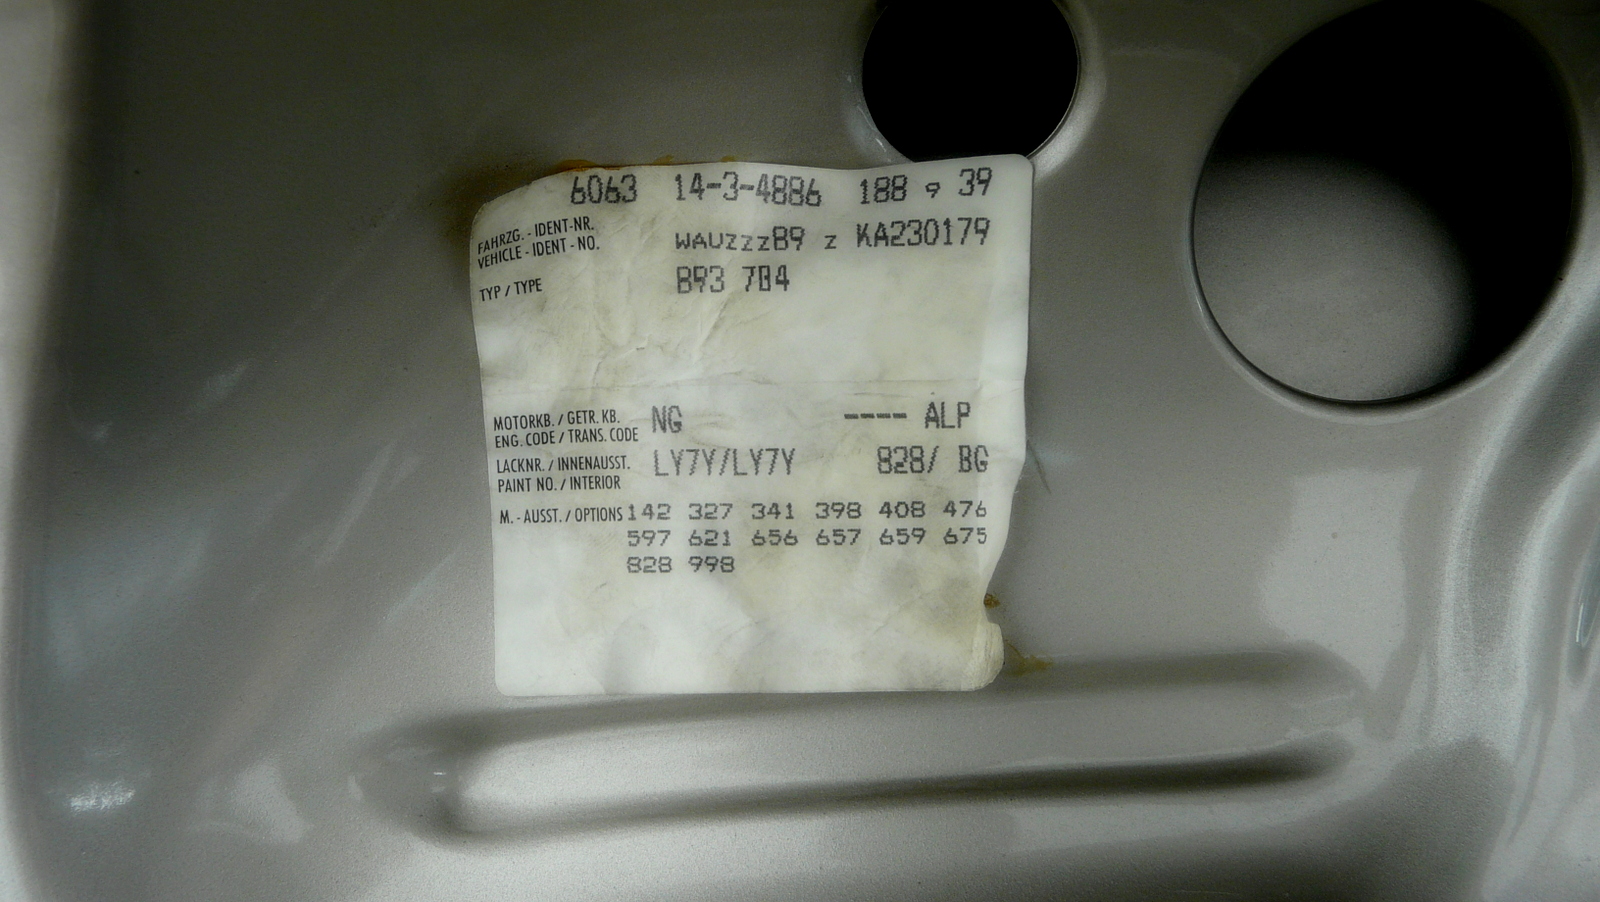 6063 14-3-4886 188 9 39
FAHRZG. - IDENT-NR.
VEHICLE - IDENT - NO. WAUZZZ89 Z KA230179
TYP / TYPE 893 7B4
MOTORKB. / GETR. KB.
ENG. CODE / TRANS. CODE NG ---- ALP
LACKNR. / INNENAUSST.
PAINT NO. / INTERIOR LY7Y/LY7Y 828/ BG
M. - AUSST. / OPTIONS 142 327 341 398 408 476
597 621 656 657 659 675
828 998